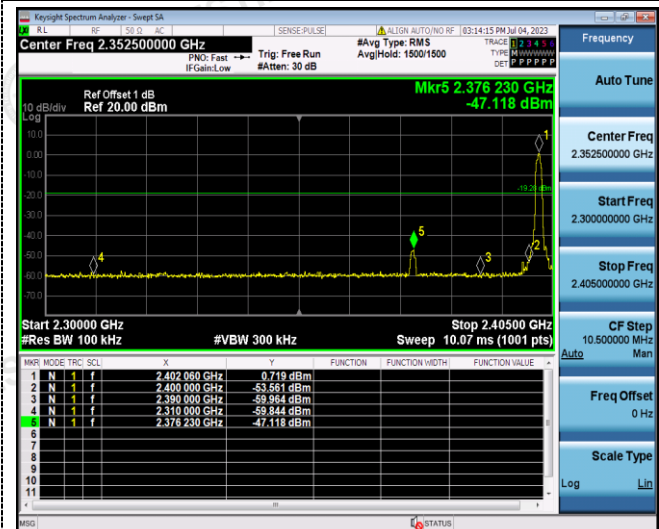 Keysight Spectrum Analyzer - Swept SA
RL RF 50 Ω AC SENSE:PULSE ALIGN AUTO/NO RF 03:14:15 PM Jul 04, 2023
Center Freq 2.352500000 GHz
#Avg Type: RMS TRACE 1 2 3 4 5 6
PNO: Fast Trig: Free Run Avg|Hold: 1500/1500 TYPE M W W W W W
IFGain:Low #Atten: 30 dB DET P P P P P P
Ref Offset 1 dB Mkr5 2.376 230 GHz
10 dB/div Ref 20.00 dBm -47.118 dBm
Log
10.0
0.00
-10.0
-20.0
-30.0
-40.0
-50.0
-60.0
-70.0
1
-19.28 dBm
5
2
3
4
Start 2.30000 GHz Stop 2.40500 GHz
#Res BW 100 kHz #VBW 300 kHz Sweep 10.07 ms (1001 pts)
MKR MODE TRC SCL X Y FUNCTION FUNCTION WIDTH FUNCTION VALUE
1 N 1 f 2.402 060 GHz 0.719 dBm
2 N 1 f 2.400 000 GHz -53.561 dBm
3 N 1 f 2.390 000 GHz -59.964 dBm
4 N 1 f 2.310 000 GHz -59.844 dBm
5 N 1 f 2.376 230 GHz -47.118 dBm
6
7
8
9
10
11
MSG STATUS
Frequency
Auto Tune
Center Freq
2.352500000 GHz
Start Freq
2.300000000 GHz
Stop Freq
2.405000000 GHz
CF Step
10.500000 MHz
Auto Man
Freq Offset
0 Hz
Scale Type
Log Lin